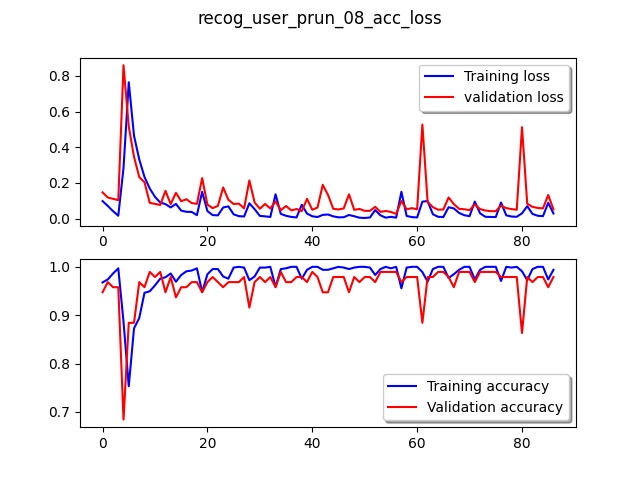 recog_user_prun_08_acc_loss
0.8
0.6
0.4
0.2
0.0
Training loss
validation loss
0 20 40 60 80
1.0
0.9
0.8
0.7
Training accuracy
Validation accuracy
0 20 40 60 80